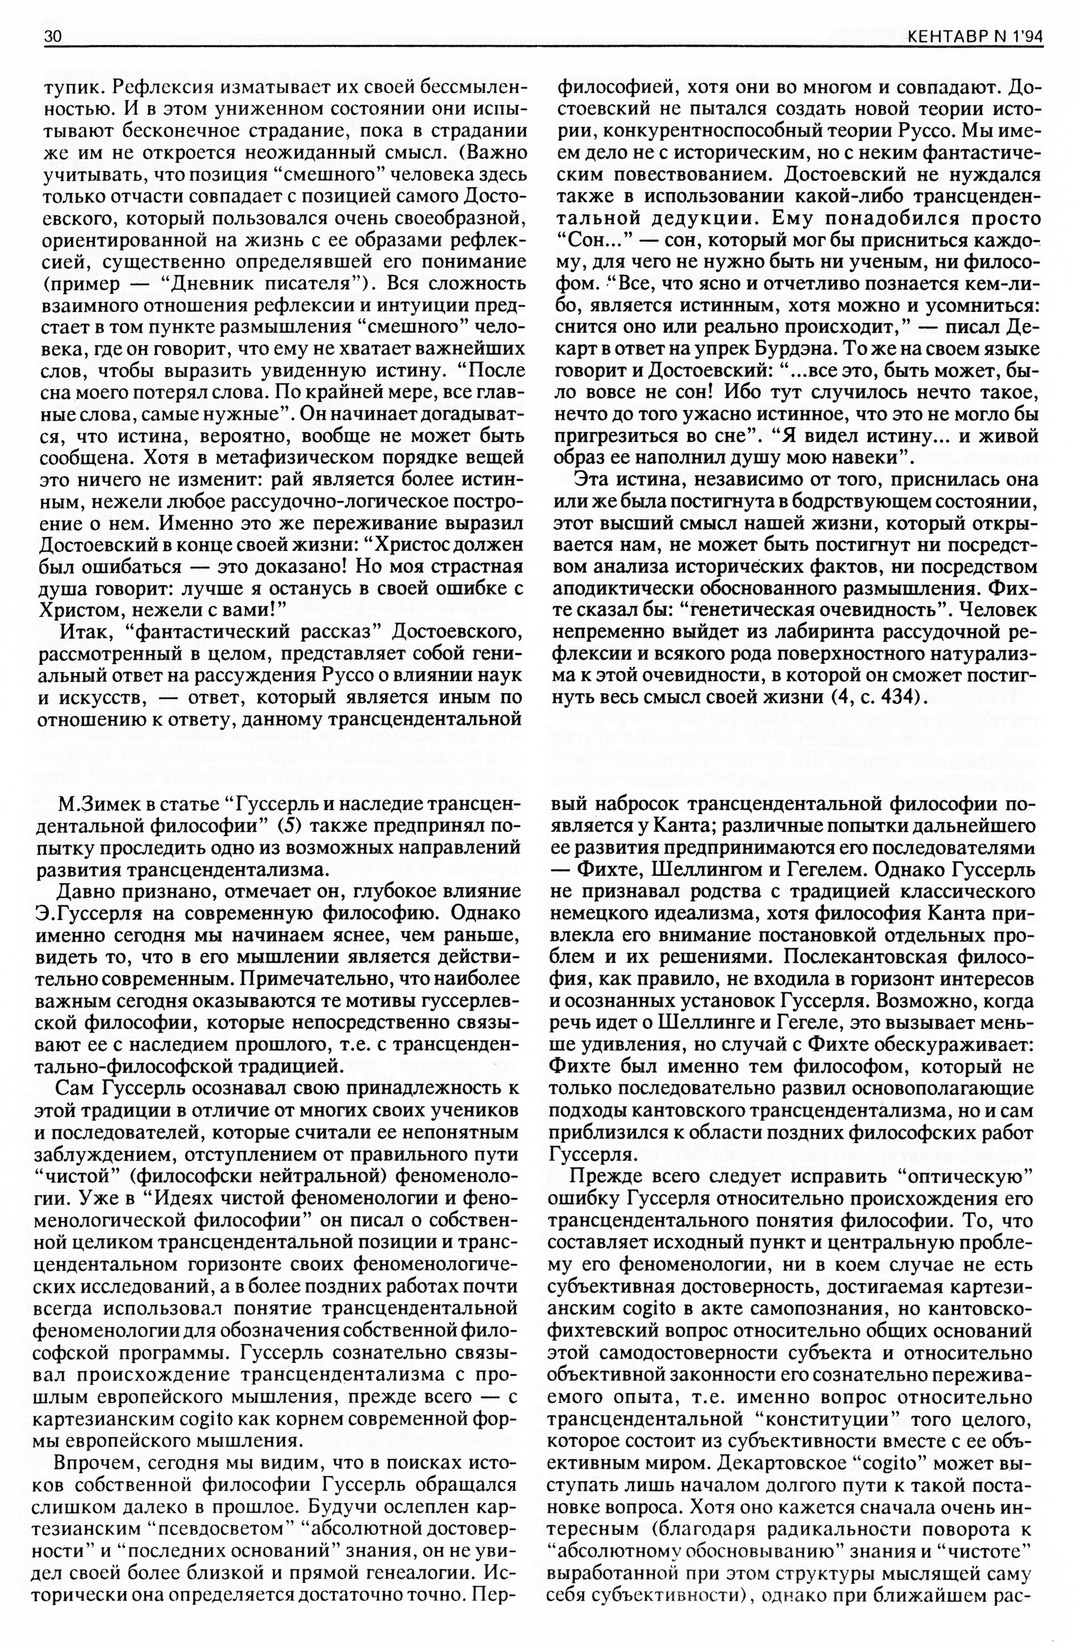 30
КЕНТАВР N 1'94
тупик. Рефлексия изматывает их своей бессмылен-
ностью. И в этом униженном состоянии они испы-
тывают бесконечное страдание, пока в страдании
же им не откроется неожиданный смысл. (Важно
учитывать, что позиция “смешного” человека здесь
только отчасти совпадает с позицией самого Досто-
евского, который пользовался очень своеобразной,
ориентированной на жизнь с ее образами рефлек-
сией, существенно определявшей его понимание
(пример — “Дневник писателя”). Вся сложность
взаимного отношения рефлексии и интуиции пред-
стает в том пункте размышления “смешного” чело-
века, где он говорит, что ему не хватает важнейших
слов, чтобы выразить увиденную истину. “После
сна моего потерял слова. По крайней мере, все глав-
ные слова, самые нужные”. Он начинает догадыват-
ся, что истина, вероятно, вообще не может быть
сообщена. Хотя в метафизическом порядке вещей
это ничего не изменит: рай является более истин-
ным, нежели любое рассудочно-логическое постро-
ение о нем. Именно это же переживание выразил
Достоевский в конце своей жизни: “Христос должен
был ошибаться — это доказано! Но моя страстная
душа говорит: лучше я останусь в своей ошибке с
Христом, нежели с вами!”
Итак, “фантастический рассказ” Достоевского,
рассмотренный в целом, представляет собой гени-
альный ответ на рассуждения Руссо о влиянии наук
и искусств, — ответ, который является иным по
отношению к ответу, данному трансцендентальной
философией, хотя они во многом и совпадают. До-
стоевский не пытался создать новой теории исто-
рии, конкурентноспособный теории Руссо. Мы име-
ем дело не с историческим, но с неким фантастиче-
ским повествованием. Достоевский не нуждался
также в использовании какой-либо трансценден-
тальной дедукции. Ему понадобился просто
“Сон...” — сон, который мог бы присниться каждо-
му, для чего не нужно быть ни ученым, ни филосо-
фом. “Все, что ясно и отчетливо познается кем-ли-
бо, является истинным, хотя можно и усомниться:
снится оно или реально происходит,” — писал Де-
карт в ответ на упрек Бурдэна. То же на своем языке
говорит и Достоевский: “...все это, быть может, бы-
ло вовсе не сон! Ибо тут случилось нечто такое,
нечто до того ужасно истинное, что это не могло бы
пригрезиться во сне”. “Я видел истину... и живой
образ ее наполнил душу мою навеки”.
Эта истина, независимо от того, приснилась она
или же была постигнута в бодрствующем состоянии,
этот высший смысл нашей жизни, который откры-
вается нам, не может быть постигнут ни посредст-
вом анализа исторических фактов, ни посредством
аподиктически обоснованного размышления. Фих-
те сказал бы: “генетическая очевидность”. Человек
непременно выйдет из лабиринта рассудочной ре-
флексии и всякого рода поверхностного натурализ-
ма к этой очевидности, в которой он сможет постиг-
нуть весь смысл своей жизни (4, с. 434).
М.Зимек в статье “Гуссерль и наследие трансцен-
дентальной философии” (5) также предпринял по-
пытку проследить одно из возможных направлений
развития трансцендентализма.
Давно признано, отмечает он, глубокое влияние
Э.Гуссерля на современную философию. Однако
именно сегодня мы начинаем яснее, чем раньше,
видеть то, что в его мышлении является действи-
тельно современным. Примечательно, что наиболее
важным сегодня оказываются те мотивы гуссерлев-
ской философии, которые непосредственно связы-
вают ее с наследием прошлого, т.е. с трансценден-
тально-философской традицией.
Сам Гуссерль осознавал свою принадлежность к
этой традиции в отличие от многих своих учеников
и последователей, которые считали ее непонятным
заблуждением, отступлением от правильного пути
“чистой” (философски нейтральной) феноменоло-
гии. Уже в “Идеях чистой феноменологии и фено-
менологической философии” он писал о собствен-
ной целиком трансцендентальной позиции и транс-
цендентальном горизонте своих феноменологиче-
ских исследований, а в более поздних работах почти
всегда использовал понятие трансцендентальной
феноменологии для обозначения собственной фило-
софской программы. Гуссерль сознательно связы-
вал происхождение трансцендентализма с про-
шлым европейского мышления, прежде всего — с
картезианским cogito как корнем современной фор-
мы европейского мышления.
Впрочем, сегодня мы видим, что в поисках исто-
ков собственной философии Гуссерль обращался
слишком далеко в прошлое. Будучи ослеплен кар-
тезианским “псевдосветом” “абсолютной достовер-
ности” и “последних оснований” знания, он не уви-
дел своей более близкой и прямой генеалогии. Ис-
торически она определяется достаточно точно. Пер-
вый набросок трансцендентальной философии по-
является у Канта; различные попытки дальнейшего
ее развития предпринимаются его последователями
— Фихте, Шеллингом и Гегелем. Однако Гуссерль
не признавал родства с традицией классического
немецкого идеализма, хотя философия Канта при-
влекла его внимание постановкой отдельных про-
блем и их решениями. Послекантовская филосо-
фия, как правило, не входила в горизонт интересов
и осознанных установок Гуссерля. Возможно, когда
речь идет о Шеллинге и Гегеле, это вызывает мень-
ше удивления, но случай с Фихте обескураживает:
Фихте был именно тем философом, который не
только последовательно развил основополагающие
подходы кантовского трансцендентализма, но и сам
приблизился к области поздних философских работ
Гуссерля.
Прежде всего следует исправить “оптическую”
ошибку Гуссерля относительно происхождения его
трансцендентального понятия философии. То, что
составляет исходный пункт и центральную пробле-
му его феноменологии, ни в коем случае не есть
субъективная достоверность, достигаемая картези-
анским cogito в акте самопознания, но кантовско-
фихтевский вопрос относительно общих оснований
этой самодостоверности субъекта и относительно
объективной законности его сознательно пережива-
емого опыта, т.е. именно вопрос относительно
трансцендентальной “конституции” того целого,
которое состоит из субъективности вместе с ее объ-
ективным миром. Декартовское “cogito” может вы-
ступать лишь началом долгого пути к такой поста-
новке вопроса. Хотя оно кажется сначала очень ин-
тересным (благодаря радикальности поворота к
“абсолютному обосновыванию” знания и “чистоте”
выработанной при этом структуры мыслящей саму
себя субъективности), однако при ближайшем рас-